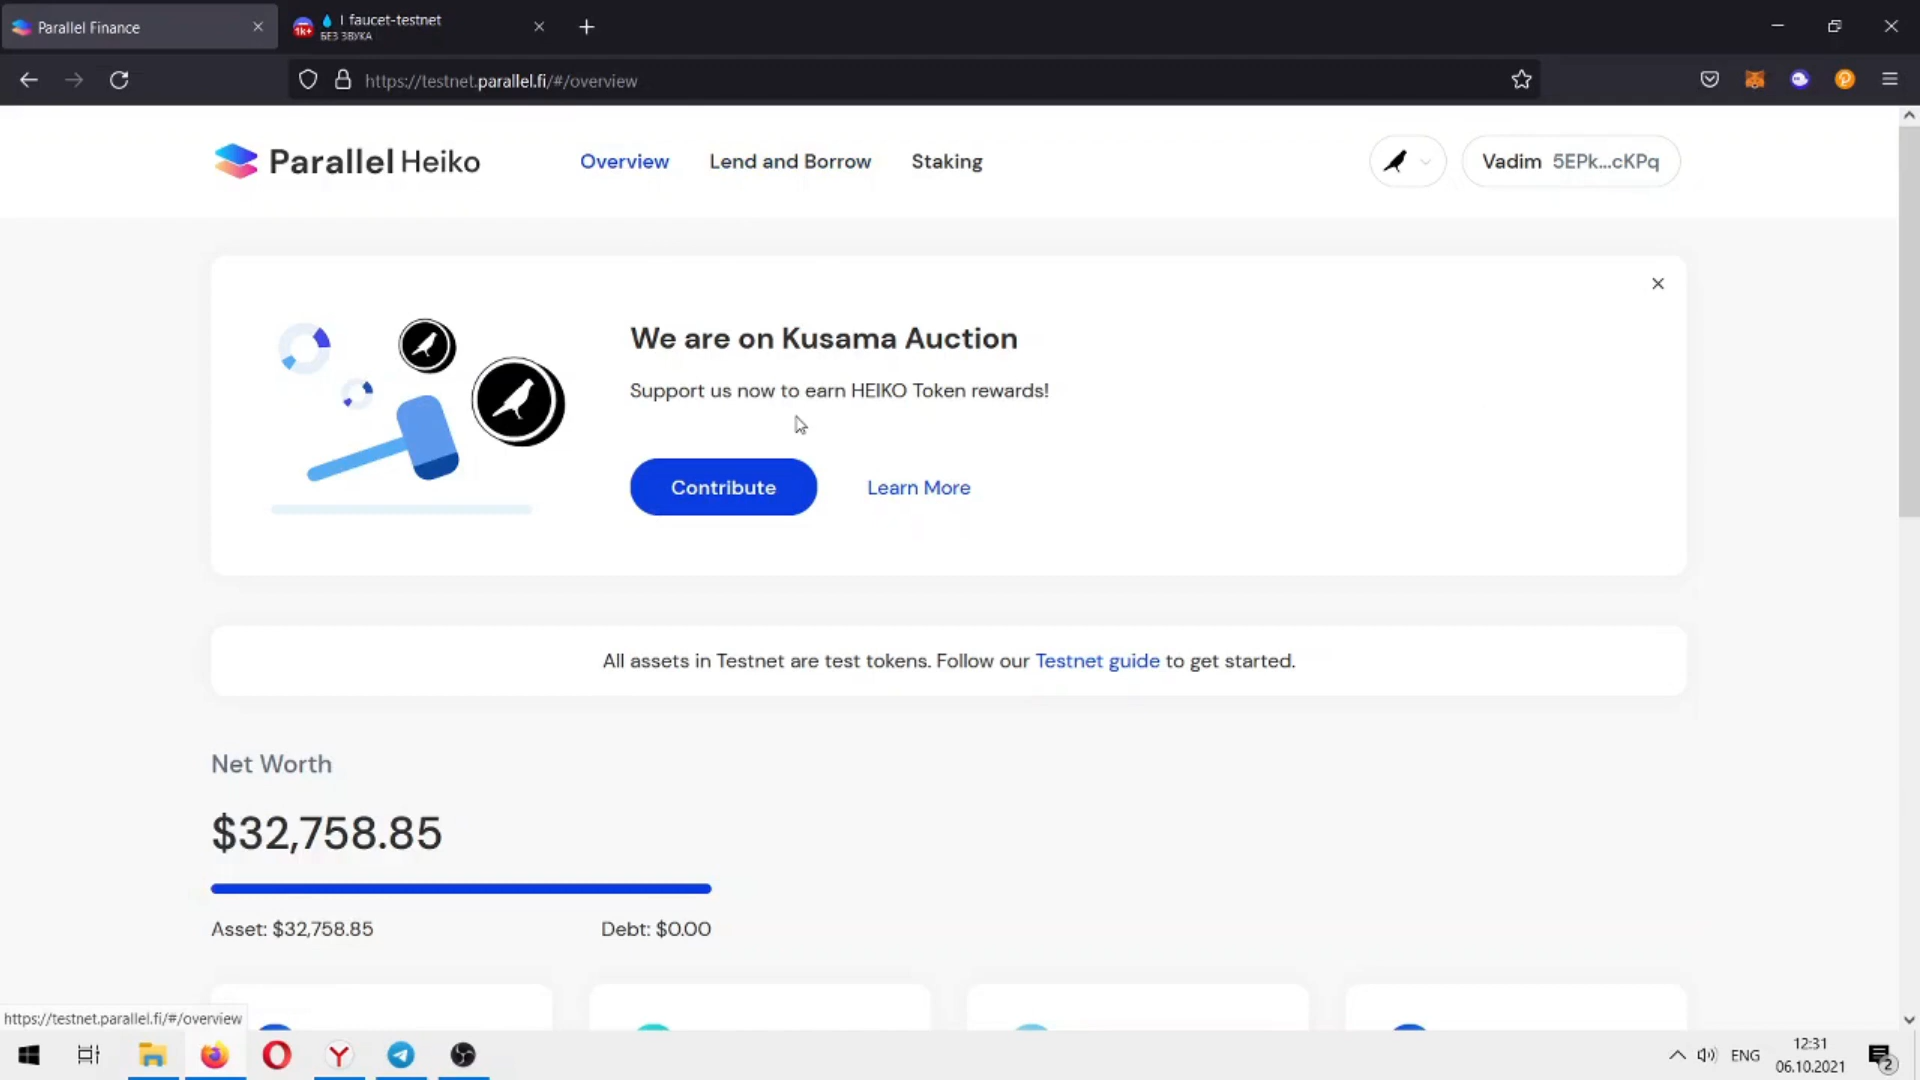 Parallel Finance
1K+
faucet-testnet
БЕЗ ЗВУКА
https://testnet.parallel.fi/#/overview
Parallel Heiko
Overview
Lend and Borrow
Staking
Vadim 5EPk...cKPq
We are on Kusama Auction
Support us now to earn HEIKO Token rewards!
Contribute
Learn More
All assets in Testnet are test tokens. Follow our Testnet guide to get started.
Net Worth
$32,758.85
Asset: $32,758.85
Debt: $0.00
https://testnet.parallel.fi/#/overview
ENG
12:31
06.10.2021
2